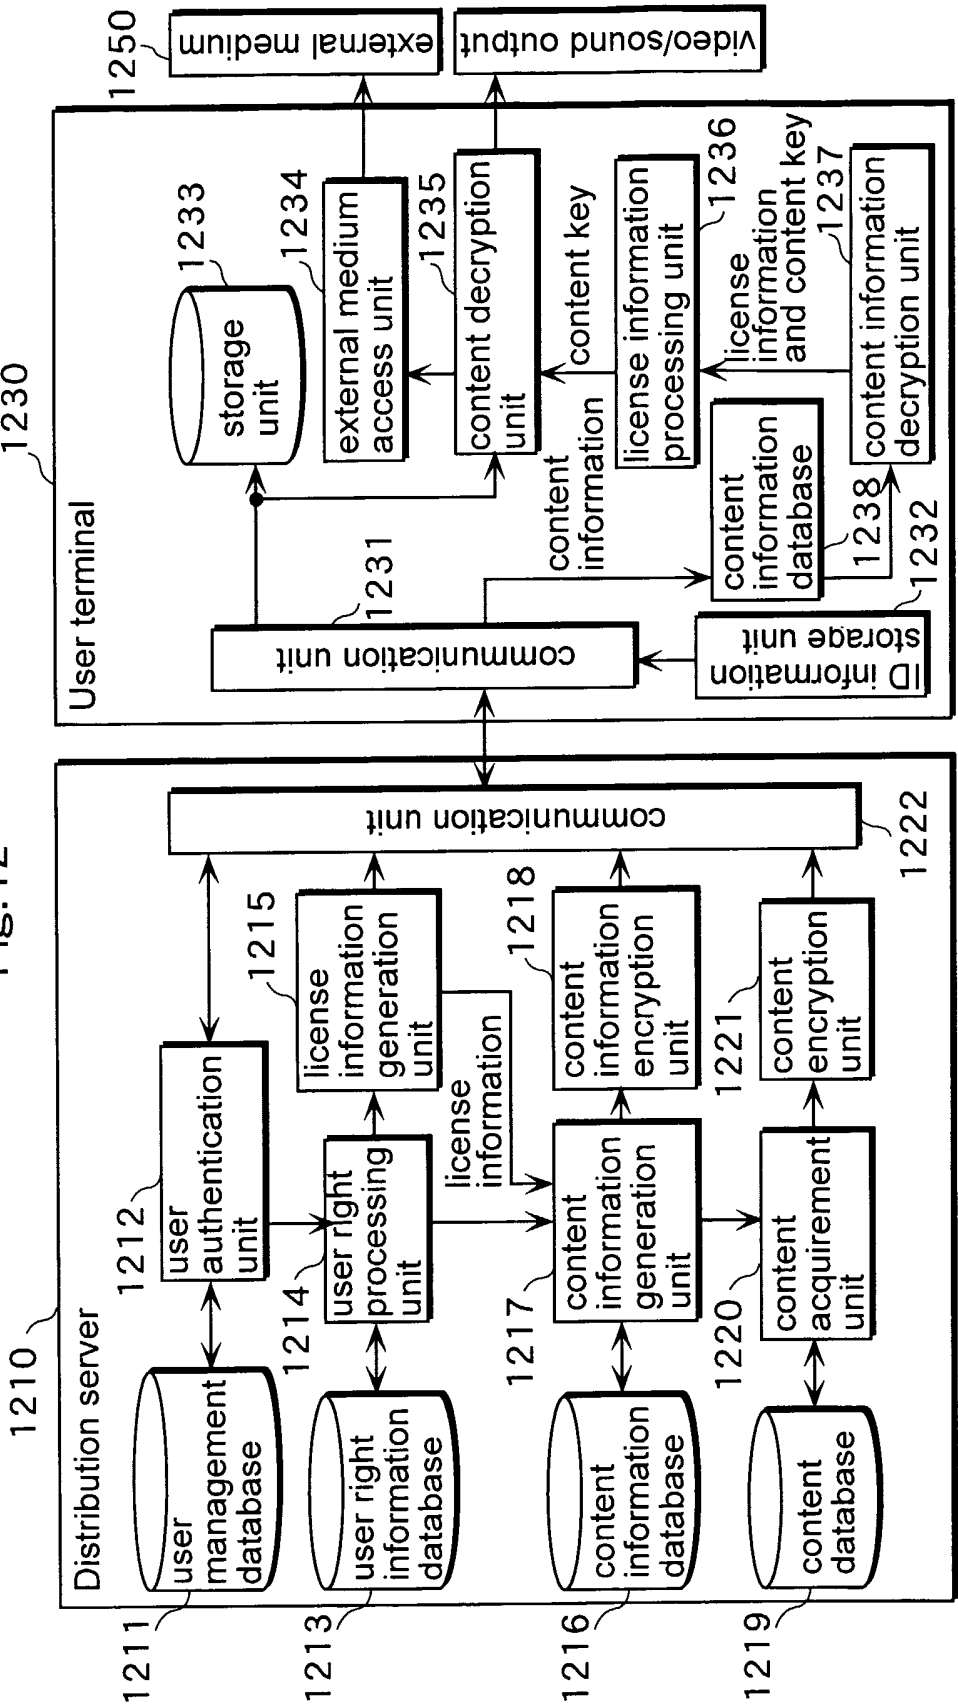 Fig.12
1210
Distribution server
1211
user
management
database
1212
user
authentication
unit
1213
user right
information
database
1214
user right
processing
unit
1215
license
information
generation
unit
license
information
1216
content
information
database
1217
content
information
generation
unit
1218
content
information
encryption
unit
1219
content
database
1220
content
acquirement
unit
1221
content
encryption
unit
communication unit
1222
1230
User terminal
communication unit
1231
ID information
storage unit
1232
storage
unit
1233
external medium
access unit
1234
content decryption
unit
1235
content key
content
information
license information
processing unit
1236
license
information
and content key
content
information
database
1238
content information
decryption unit
1237
1250
external medium
video/sound output